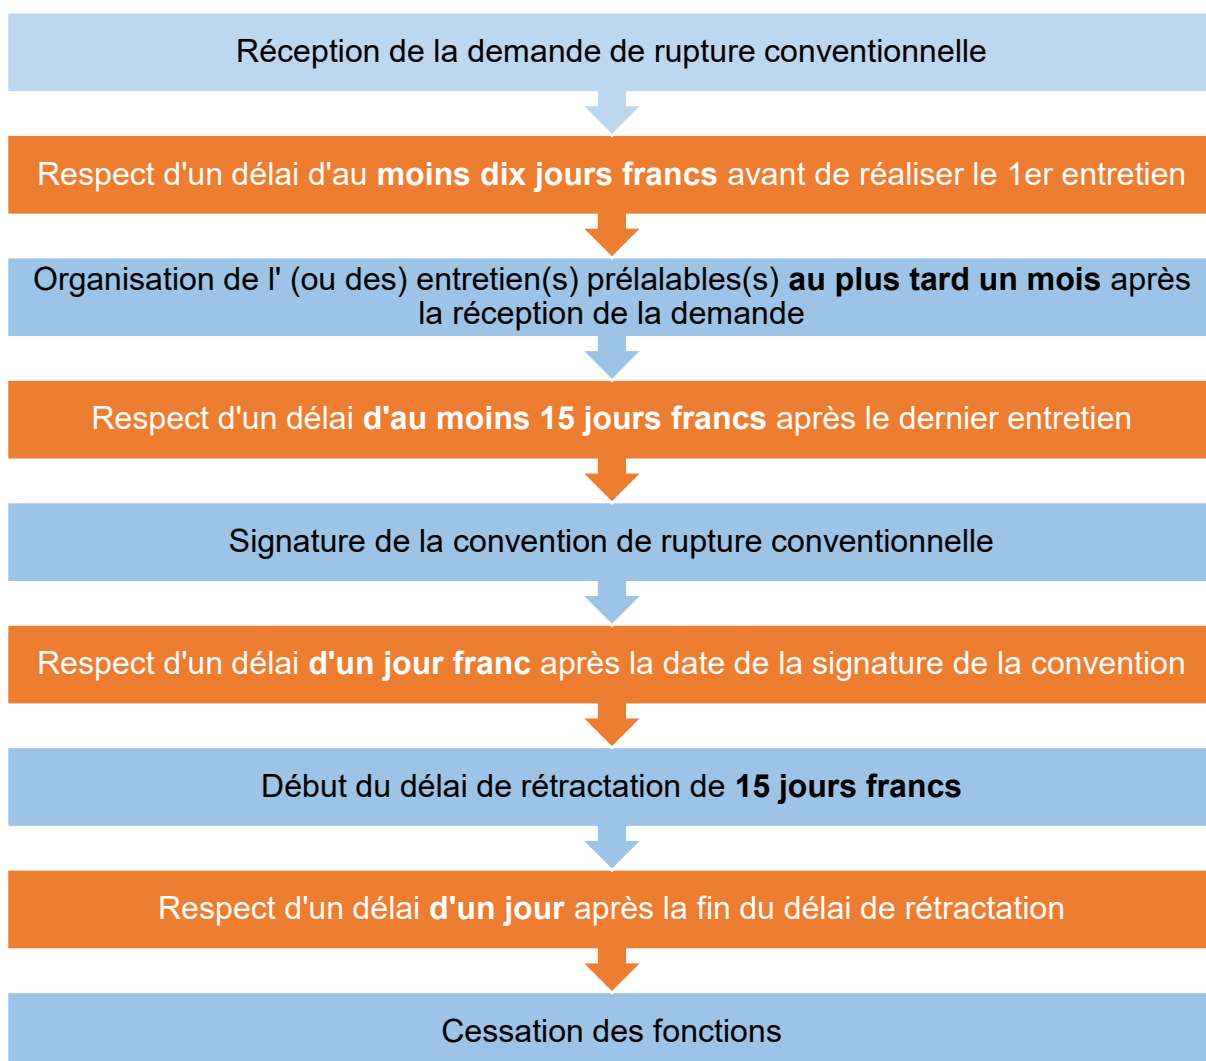 Réception de la demande de rupture conventionnelle
Respect d'un délai d'au moins dix jours francs avant de réaliser le 1er entretien
Organisation de l' (ou des) entretien(s) prélalables(s) au plus tard un mois après
la réception de la demande
Respect d'un délai d'au moins 15 jours francs après le dernier entretien
Signature de la convention de rupture conventionnelle
Respect d'un délai d'un jour franc après la date de la signature de la convention
Début du délai de rétractation de 15 jours francs
Respect d'un délai d'un jour après la fin du délai de rétractation
Cessation des fonctions